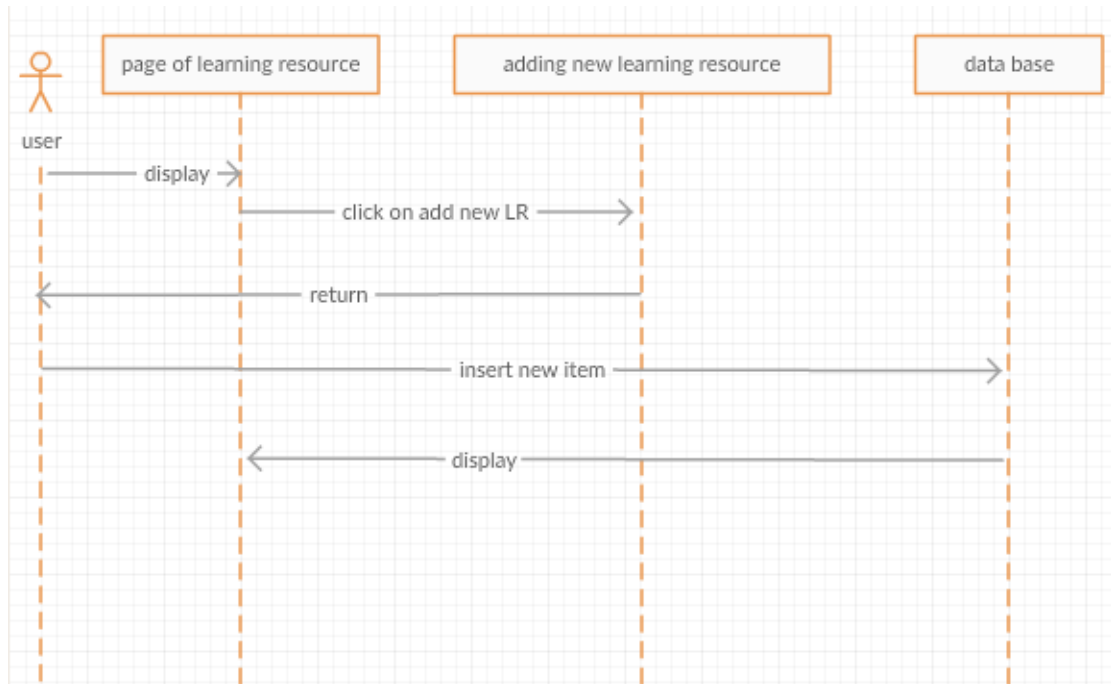 page of learning resource
adding new learning resource
data base
user
display
click on add new LR
return
insert new item
display